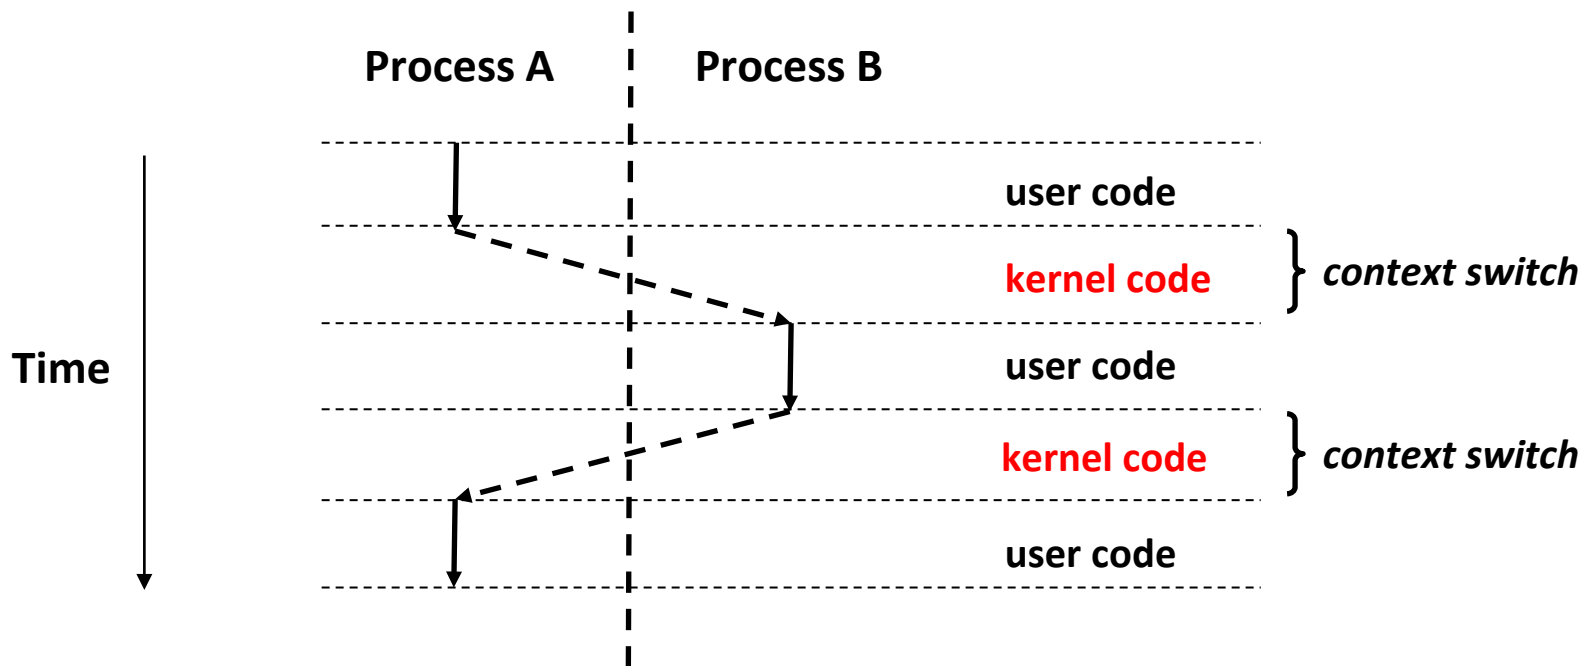 Process A
Process B
user code
kernel code
context switch
Time
user code
kernel code
context switch
user code